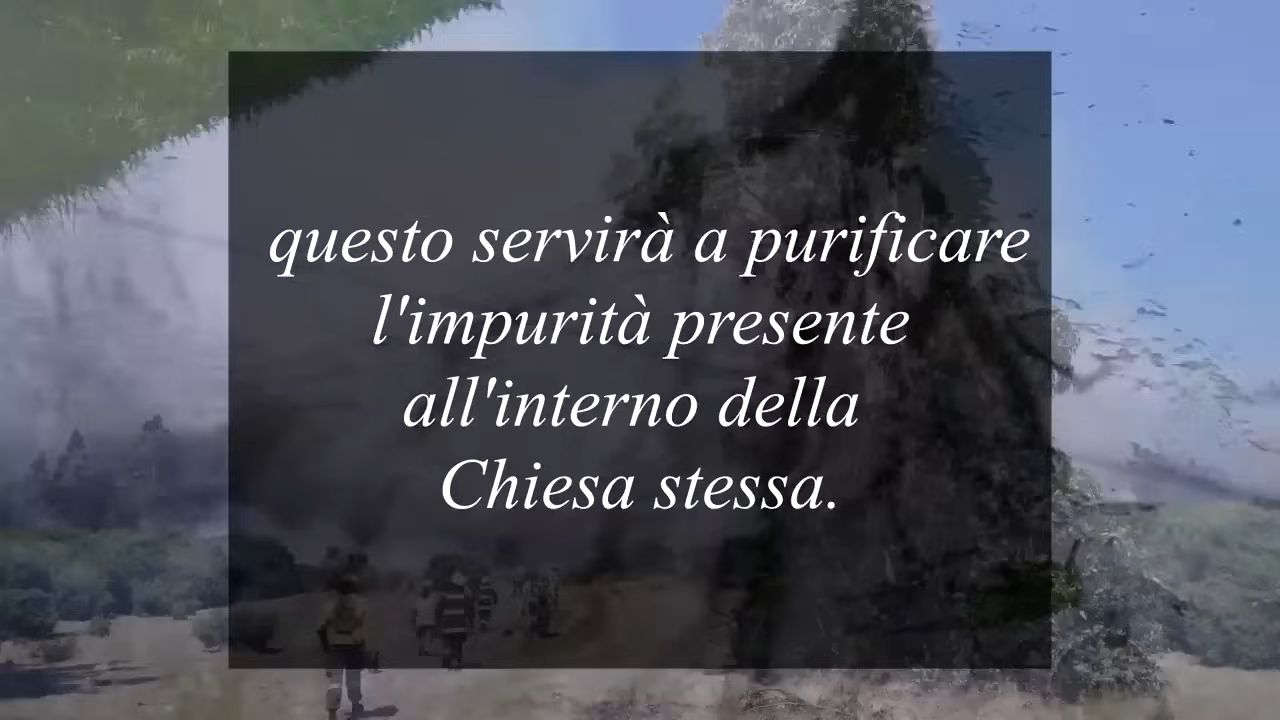 questo servirà a purificare
l'impurità presente
all'interno della
Chiesa stessa.